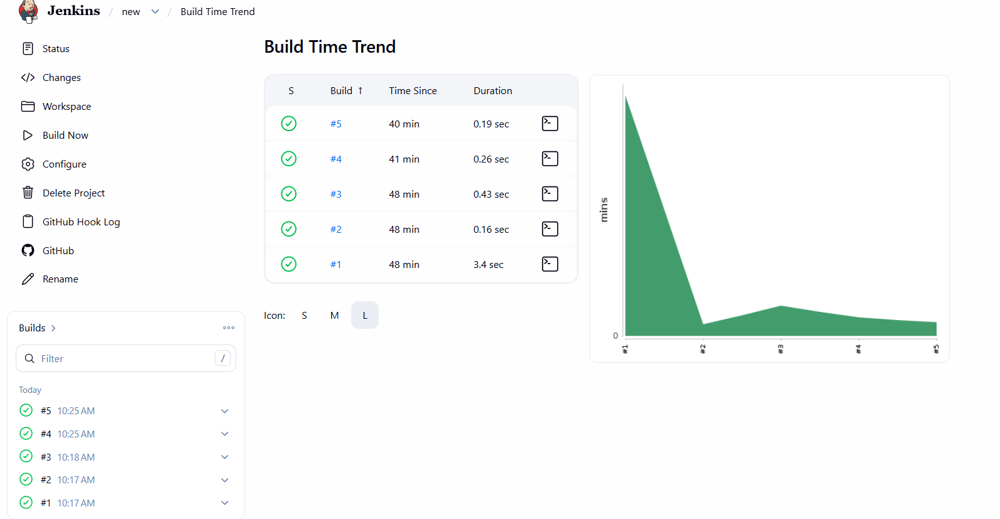 Jenkins / new / Build Time Trend
Status
Changes
Workspace
Build Now
Configure
Delete Project
GitHub Hook Log
GitHub
Rename
Builds
Filter /
Today
#5 10:25 AM
#4 10:25 AM
#3 10:18 AM
#2 10:17 AM
#1 10:17 AM
Build Time Trend
S Build ↑ Time Since Duration
#5 40 min 0.19 sec
#4 41 min 0.26 sec
#3 48 min 0.43 sec
#2 48 min 0.16 sec
#1 48 min 3.4 sec
Icon: S M L
mins
0
#1 #2 #3 #4 #5